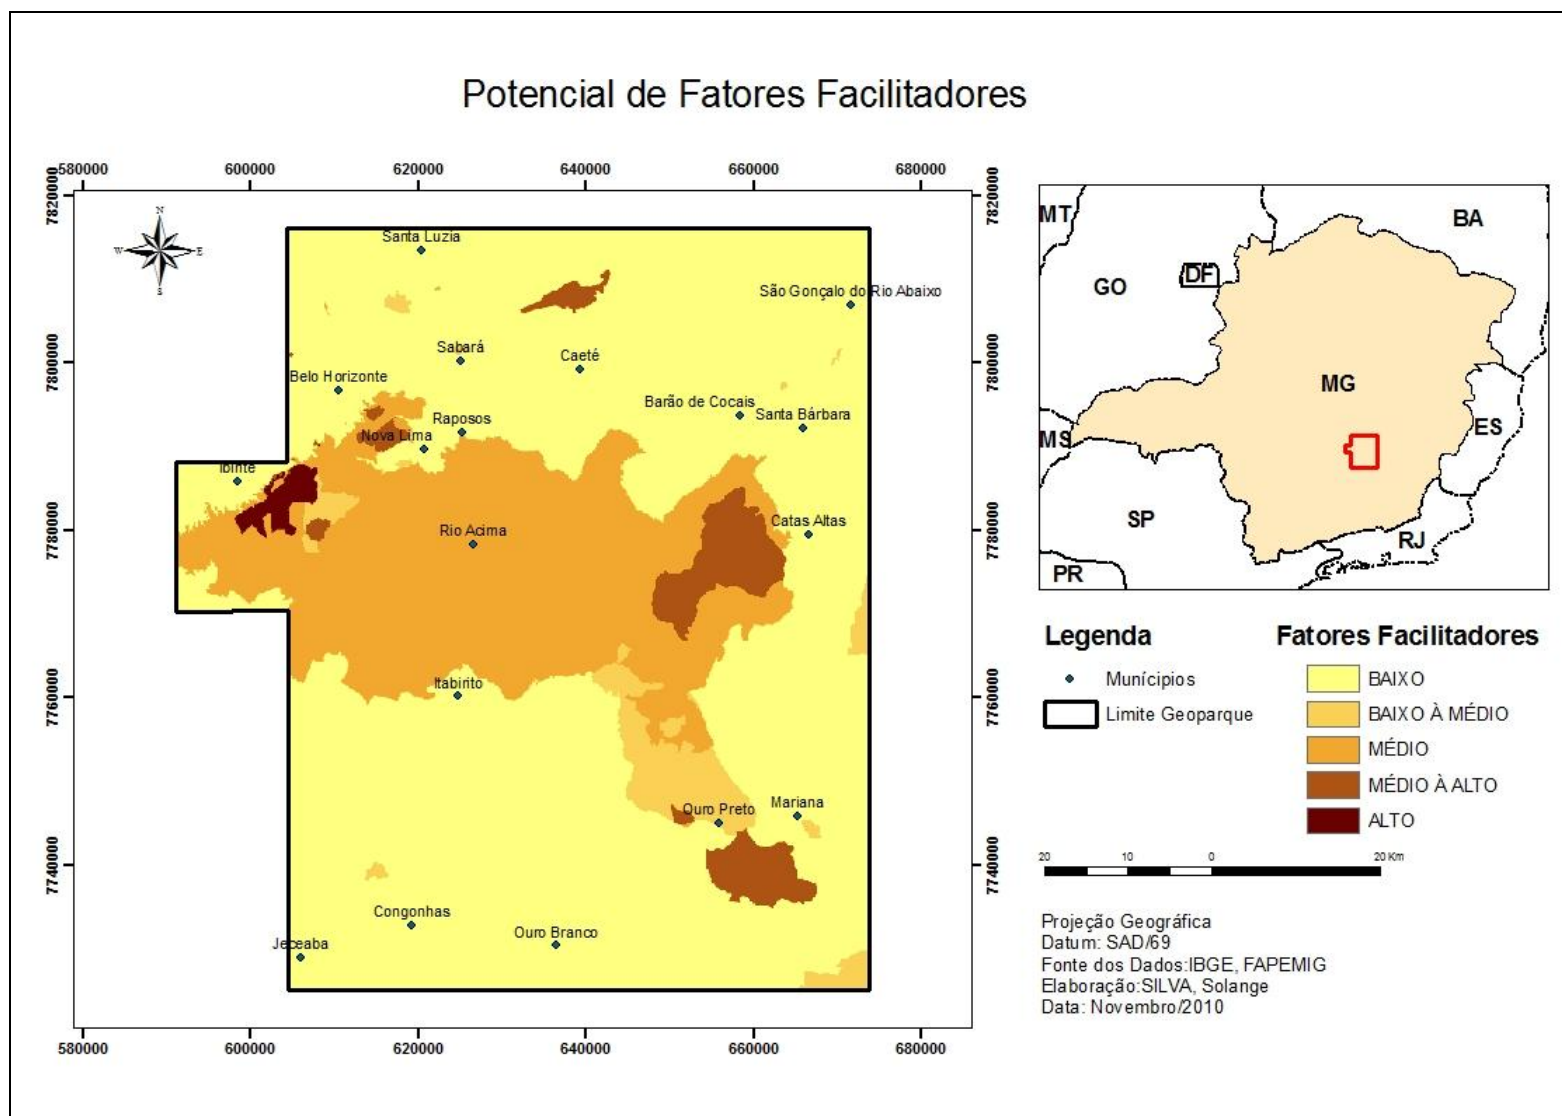 Potencial de Fatores Facilitadores
580000 600000 620000 640000 660000 680000
7820000 7820000
N
W E
S
MT
BA
GO
DF
MG
MS
ES
SP
RJ
PR
Santa Luzia
São Gonçalo do Rio Abaixo
Sabará
Caeté
7800000 7800000
Belo Horizonte
Barão de Cocais
Santa Bárbara
Raposos
Nova Lima
Ibirité
Catas Altas
Rio Acima
7780000 7780000
Itabirito
7760000 7760000
Ouro Preto
Mariana
7740000 7740000
Congonhas
Ouro Branco
Jeceaba
580000 600000 620000 640000 660000 680000
Legenda
Munícipios
Limite Geoparque
Fatores Facilitadores
BAIXO
BAIXO À MÉDIO
MÉDIO
MÉDIO À ALTO
ALTO
20 10 0 20 Km
Projeção Geográfica
Datum: SAD/69
Fonte dos Dados:IBGE, FAPEMIG
Elaboração:SILVA, Solange
Data: Novembro/2010